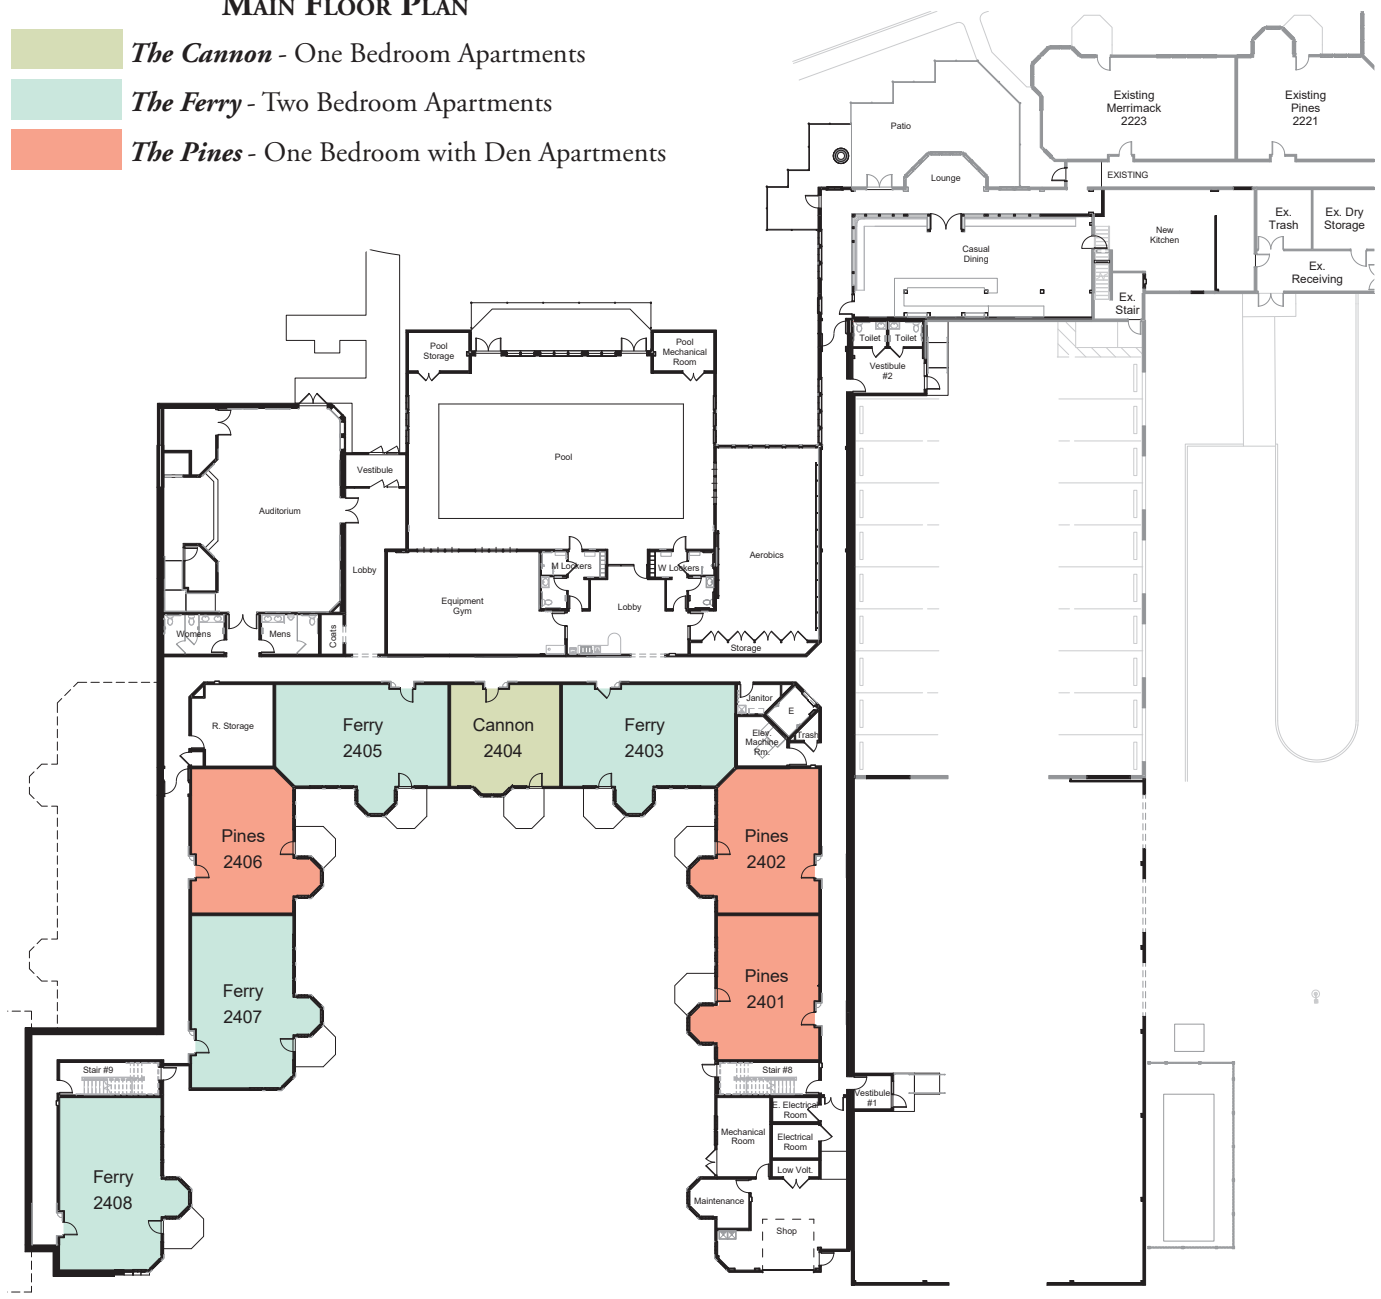 MAIN FLOOR PLAN
The Cannon - One Bedroom Apartments
The Ferry - Two Bedroom Apartments
The Pines - One Bedroom with Den Apartments
Existing
Merrimack
2223
Existing
Pines
2221
Patio
Lounge
EXISTING
Casual
Dining
New
Kitchen
Ex.
Trash
Ex. Dry
Storage
Ex.
Receiving
Ex.
Stair
Toilet
Toilet
Vestibule
#2
Pool
Storage
Pool
Mechanical
Room
Pool
Vestibule
Auditorium
Lobby
Equipment
Gym
M Lockers
W Lockers
Lobby
Aerobics
Storage
Womens
Mens
Coats
R. Storage
Ferry
2405
Cannon
2404
Ferry
2403
Janitor
E
Elev.
Machine
Rm.
Trash
Pines
2406
Pines
2402
Ferry
2407
Pines
2401
Stair #9
Stair #8
Vestibule
#1
Ferry
2408
E. Electrical
Room
Mechanical
Room
Electrical
Room
Low Volt.
Maintenance
Shop